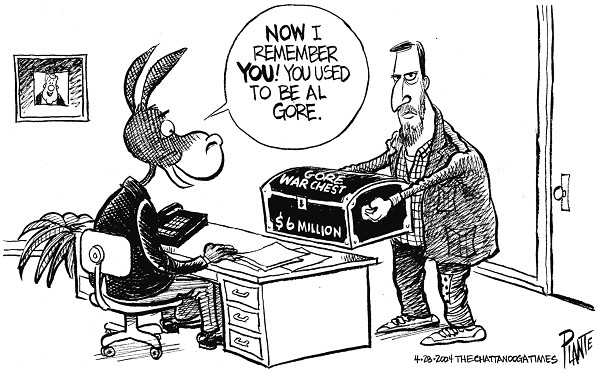 NOW I
REMEMBER
YOU! YOU USED
TO BE AL
GORE.
GORE
WAR CHEST
$6 MILLION
4-28-2004 THE CHATTANOOGA TIMES
PLANTE